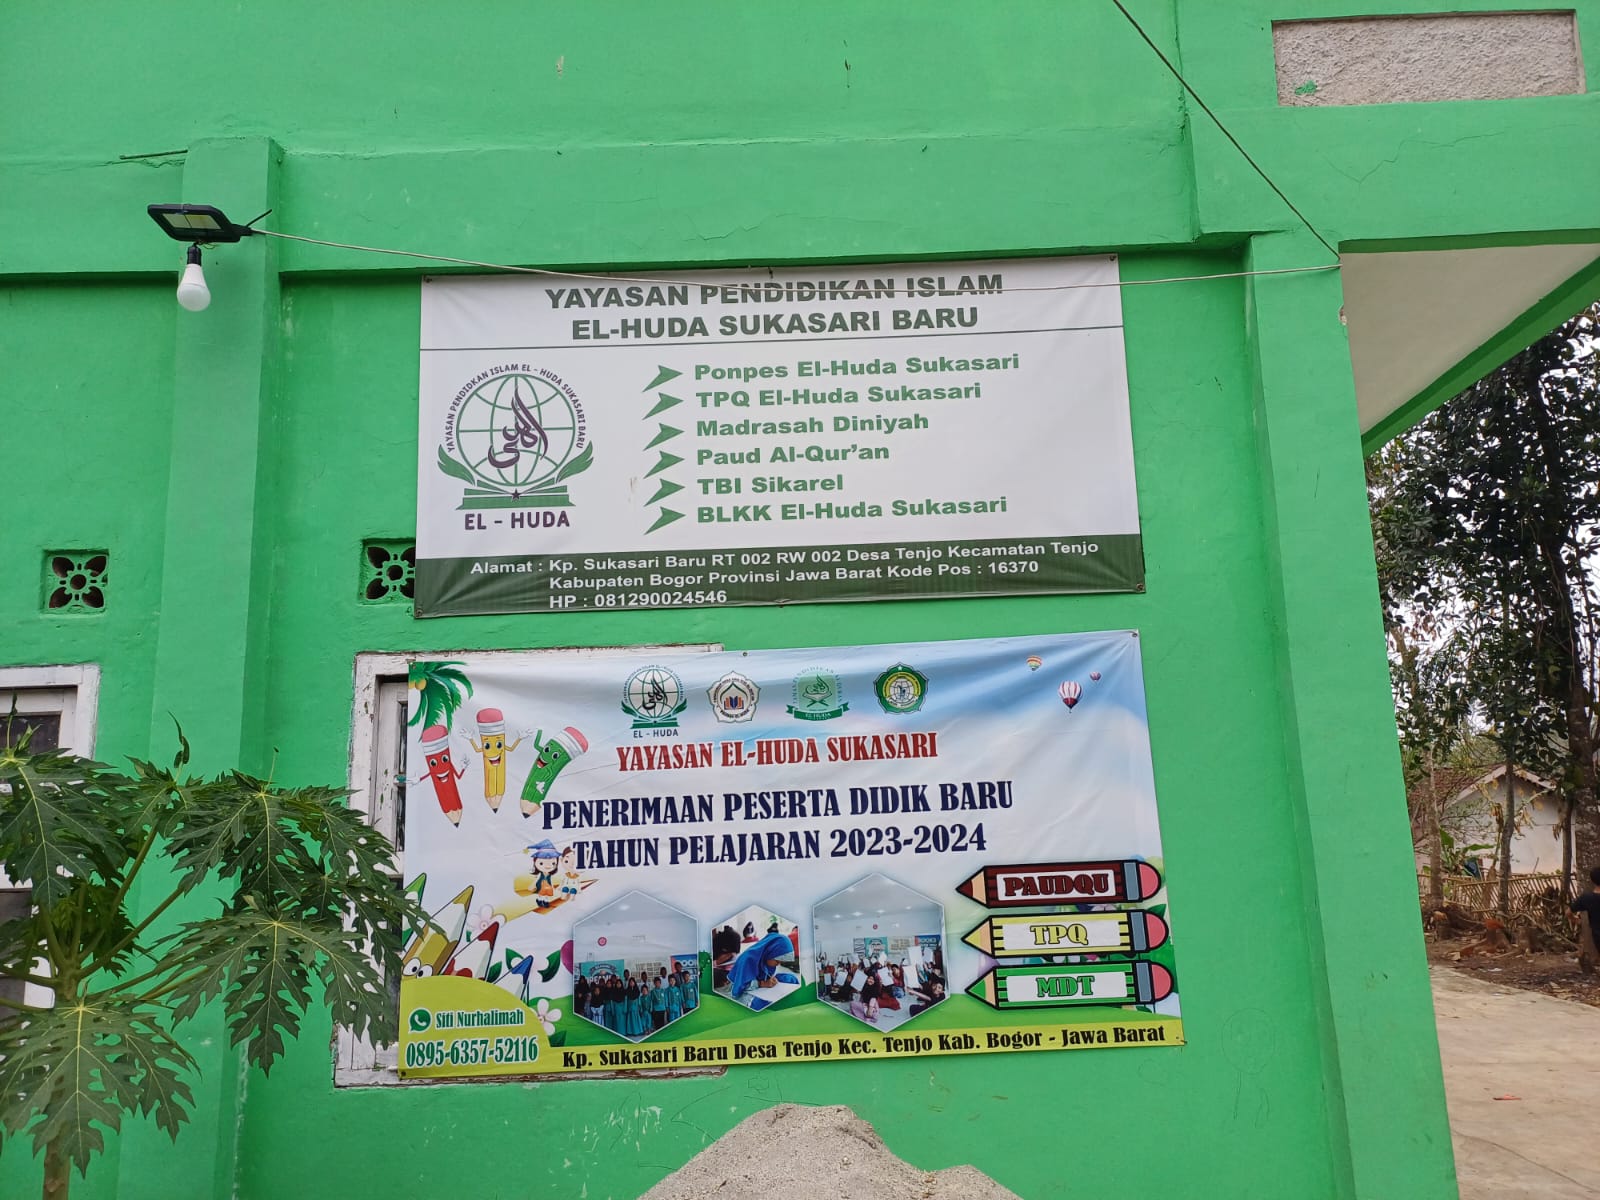 YAYASAN PENDIDIKAN ISLAM
EL-HUDA SUKASARI BARU
YAYASAN PENDIDKAN ISLAM EL - HUDA SUKASARI BARU
EL - HUDA
Ponpes El-Huda Sukasari
TPQ El-Huda Sukasari
Madrasah Diniyah
Paud Al-Qur'an
TBI Sikarel
BLKK El-Huda Sukasari
Alamat : Kp. Sukasari Baru RT 002 RW 002 Desa Tenjo Kecamatan Tenjo
Kabupaten Bogor Provinsi Jawa Barat Kode Pos : 16370
HP : 081290024546
EL - HUDA
EL HUDA
YAYASAN EL-HUDA SUKASARI
PENERIMAAN PESERTA DIDIK BARU
TAHUN PELAJARAN 2023-2024
PAUDQU
TPQ
MDT
Siti Nurhalimah
0895-6357-52116
Kp. Sukasari Baru Desa Tenjo Kec. Tenjo Kab. Bogor - Jawa Barat